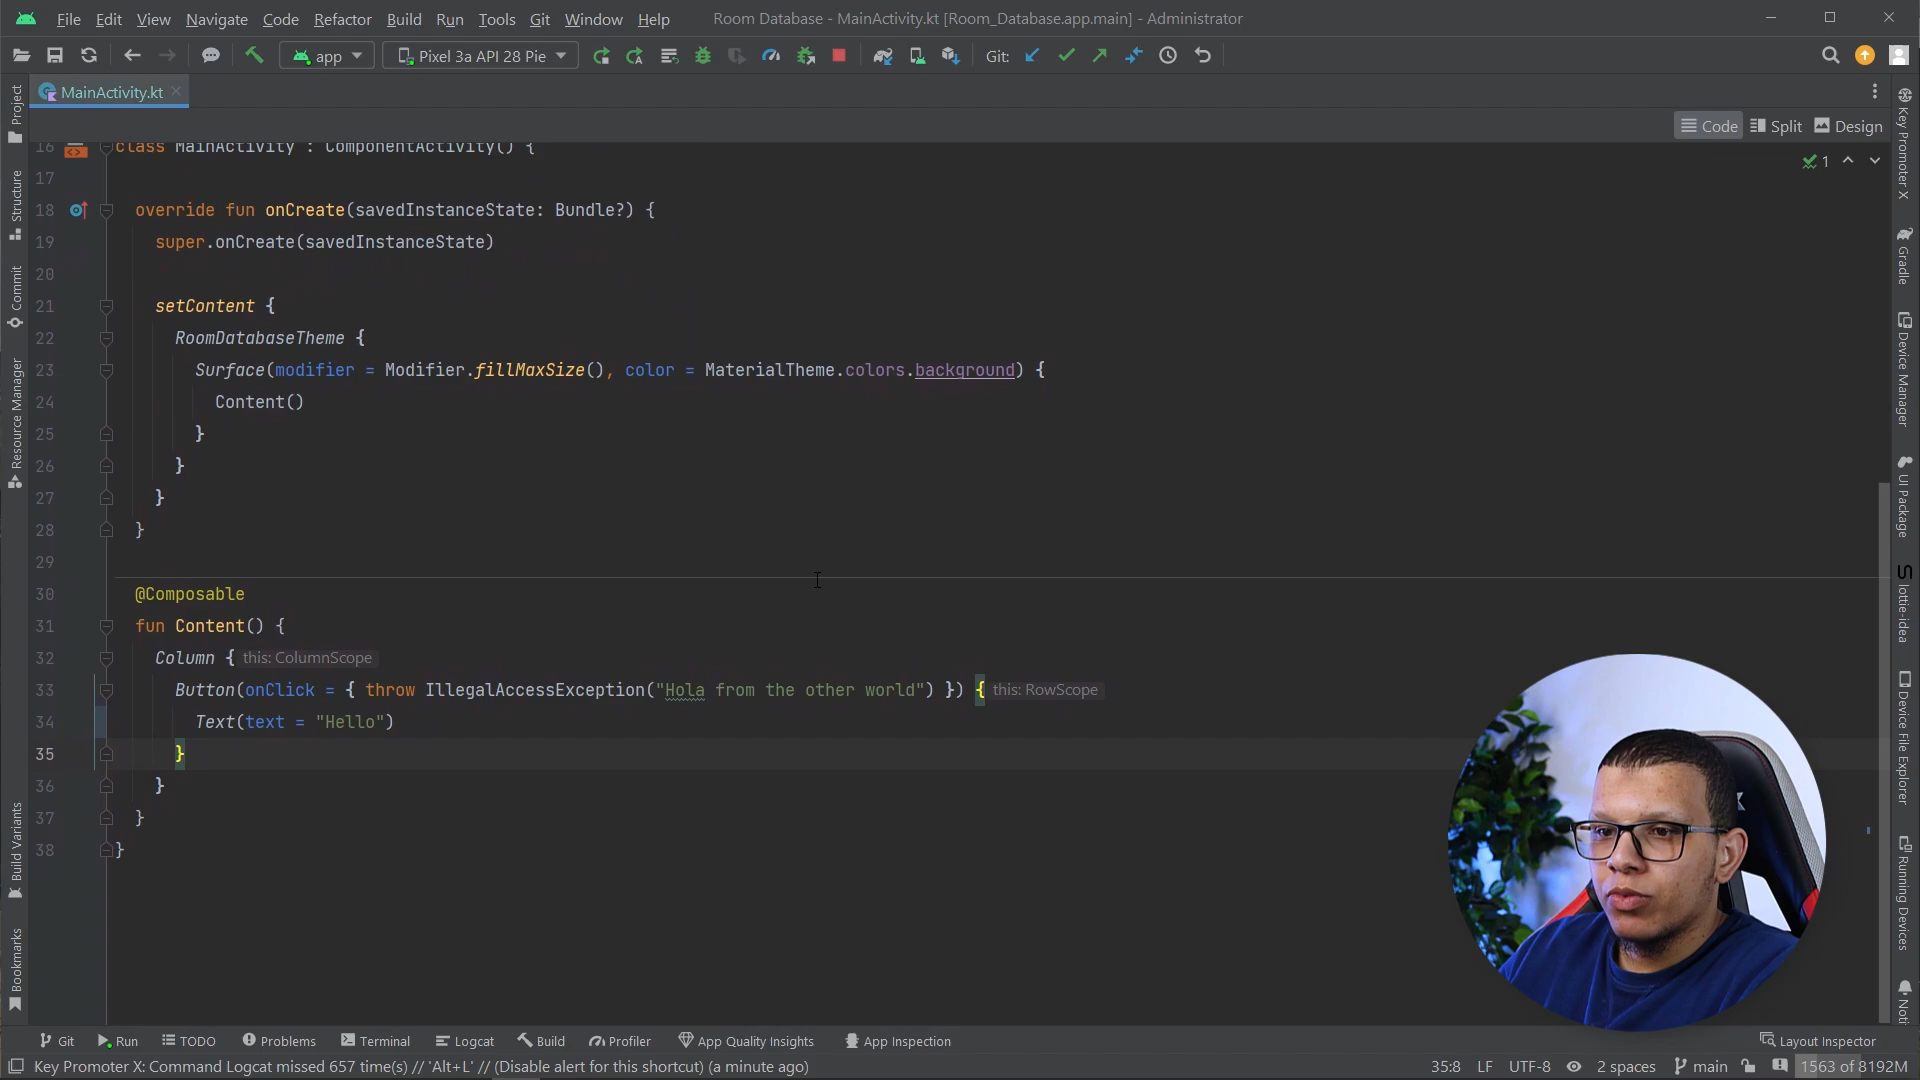 File Edit View Navigate Code Refactor Build Run Tools Git Window Help Room Database - MainActivity.kt [Room_Database.app.main] - Administrator
app Pixel 3a API 28 Pie Git:
MainActivity.kt
Code Split Design
16 class MainActivity : ComponentActivity() {
1
17
18 override fun onCreate(savedInstanceState: Bundle?) {
19 super.onCreate(savedInstanceState)
20
21 setContent {
22 RoomDatabaseTheme {
23 Surface(modifier = Modifier.fillMaxSize(), color = MaterialTheme.colors.background) {
24 Content()
25 }
26 }
27 }
28 }
29
30 @Composable
31 fun Content() {
32 Column { this: ColumnScope
33 Button(onClick = { throw IllegalAccessException("Hola from the other world") }) { this: RowScope
34 Text(text = "Hello")
35 }
36 }
37 }
38 }
Project
Structure
Commit
Resource Manager
Build Variants
Bookmarks
Key Promoter X
Gradle
Device Manager
UI Package
S lottie-idea
Device File Explorer
Running Devices
Noti
Git Run TODO Problems Terminal Logcat Build Profiler App Quality Insights App Inspection Layout Inspector
Key Promoter X: Command Logcat missed 657 time(s) // 'Alt+L' // (Disable alert for this shortcut) (a minute ago) 35:8 LF UTF-8 2 spaces main 1563 of 8192M